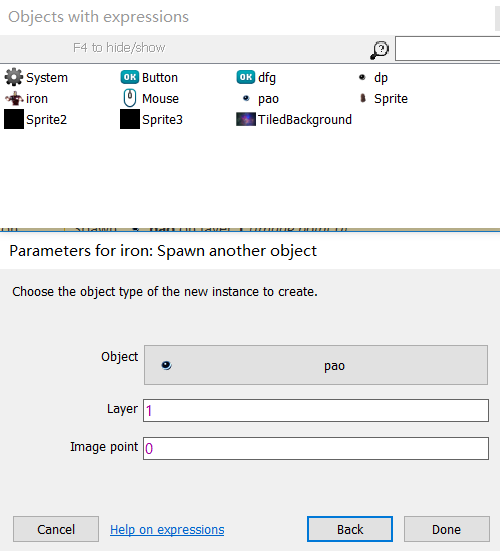 Objects with expressions
F4 to hide/show
System
OK Button
OK dfg
dp
iron
Mouse
pao
Sprite
Sprite2
Sprite3
TiledBackground
Parameters for iron: Spawn another object
Choose the object type of the new instance to create.
Object
pao
Layer 1
Image point 0
Cancel Help on expressions Back Done